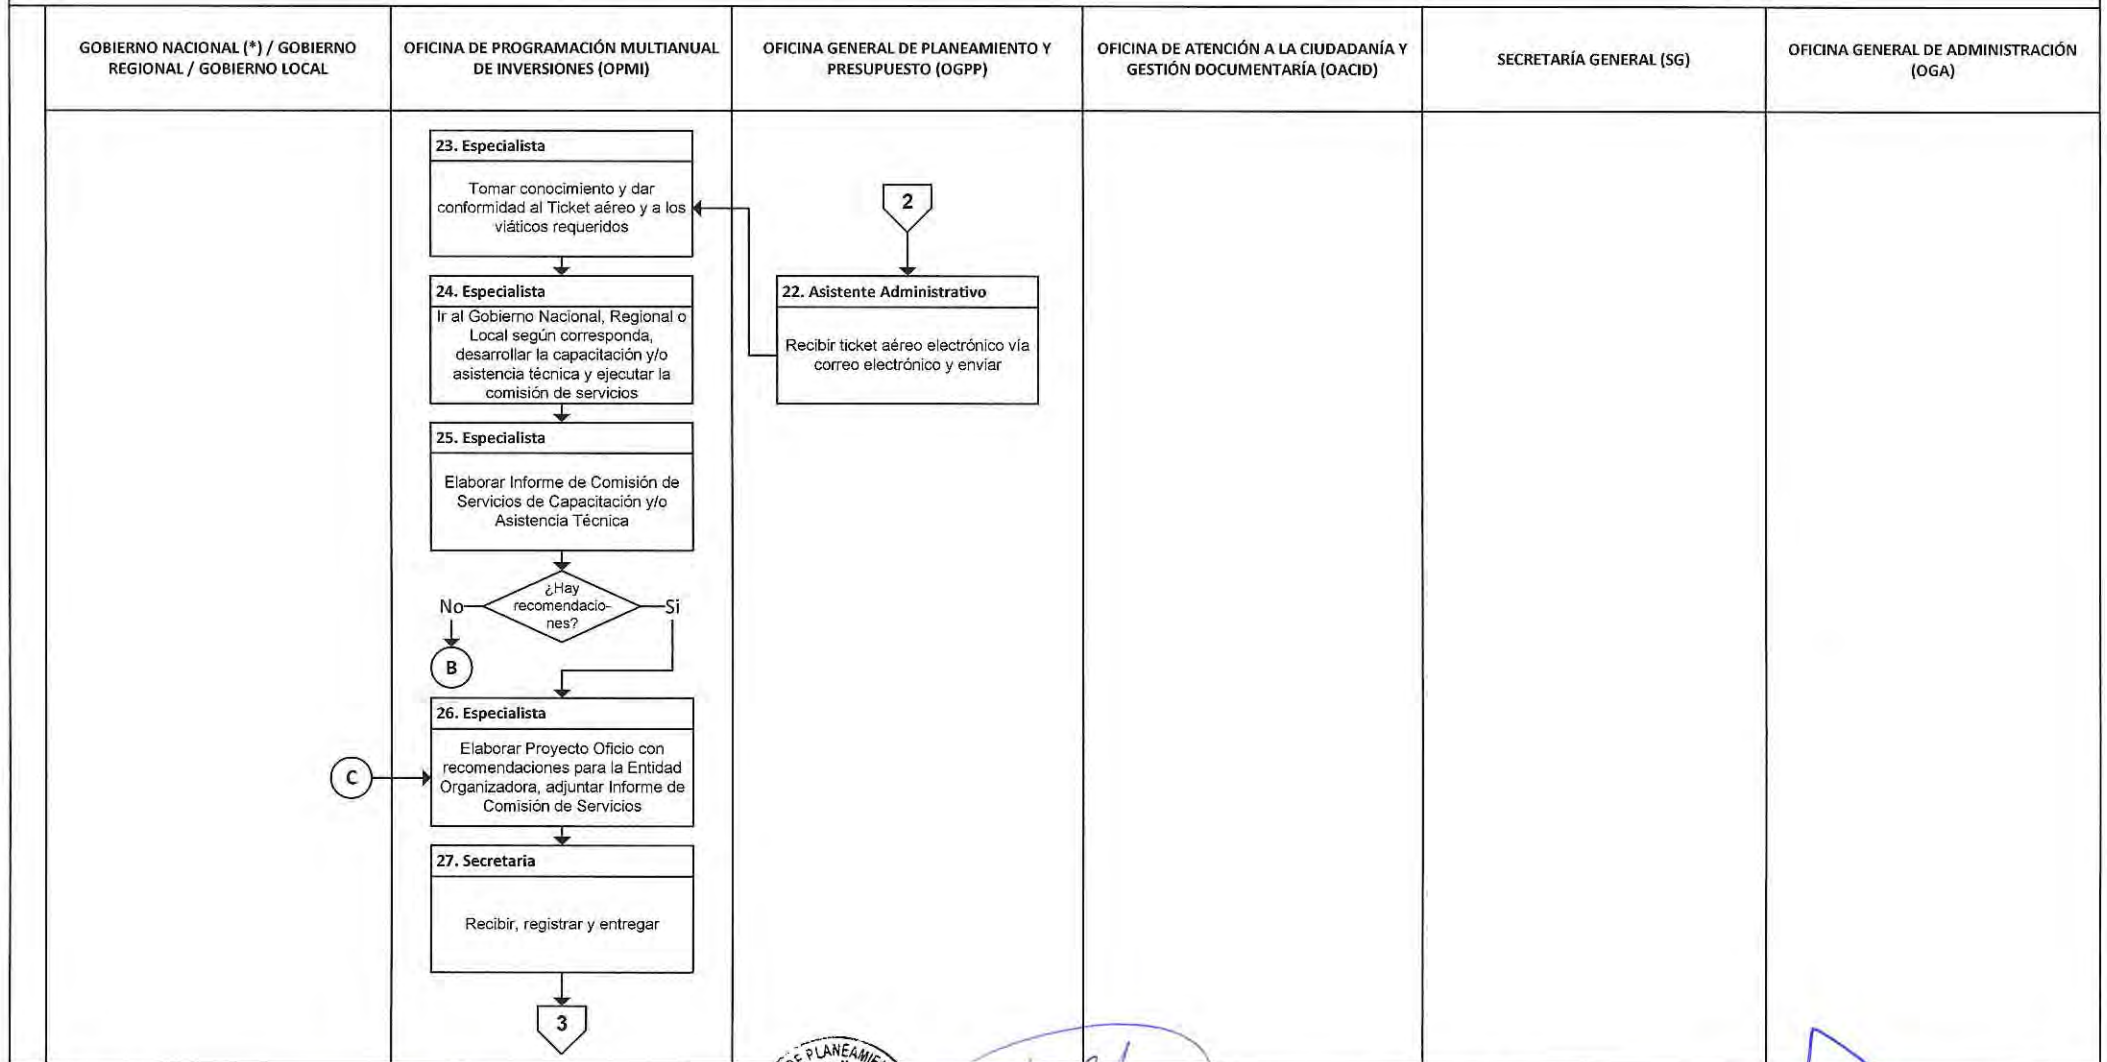 GOBIERNO NACIONAL (*) / GOBIERNO
REGIONAL / GOBIERNO LOCAL
OFICINA DE PROGRAMACIÓN MULTIANUAL
DE INVERSIONES (OPMI)
OFICINA GENERAL DE PLANEAMIENTO Y
PRESUPUESTO (OGPP)
OFICINA DE ATENCIÓN A LA CIUDADANÍA Y
GESTIÓN DOCUMENTARÍA (OACID)
SECRETARÍA GENERAL (SG)
OFICINA GENERAL DE ADMINISTRACIÓN
(OGA)
23. Especialista
Tomar conocimiento y dar
conformidad al Ticket aéreo y a los
viáticos requeridos
2
24. Especialista
Ir al Gobierno Nacional, Regional o
Local según corresponda,
desarrollar la capacitación y/o
asistencia técnica y ejecutar la
comisión de servicios
22. Asistente Administrativo
Recibir ticket aéreo electrónico vía
correo electrónico y enviar
25. Especialista
Elaborar Informe de Comisión de
Servicios de Capacitación y/o
Asistencia Técnica
¿Hay
recomendacio-
nes?
No
Si
B
26. Especialista
Elaborar Proyecto Oficio con
recomendaciones para la Entidad
Organizadora, adjuntar Informe de
Comisión de Servicios
C
27. Secretaria
Recibir, registrar y entregar
3